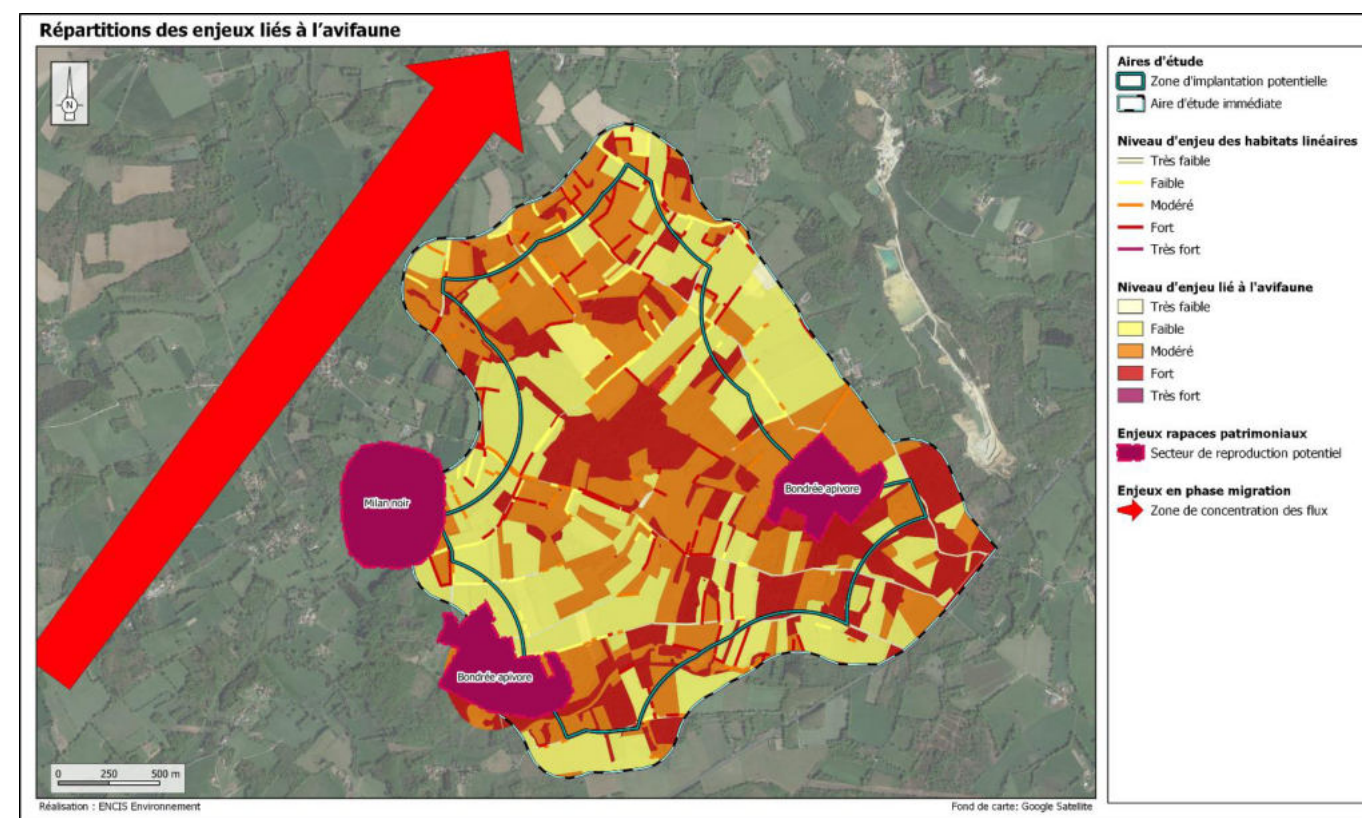 Répartitions des enjeux liés à l'avifaune
N
Milan noir
Bondrée apivore
Bondrée apivore
0 250 500 m
Réalisation : ENCIS Environnement
Fond de carte: Google Satellite
Aires d'étude
Zone d'implantation potentielle
Aire d'étude immédiate
Niveau d'enjeu des habitats linéaires
Très faible
Faible
Modéré
Fort
Très fort
Niveau d'enjeu lié à l'avifaune
Très faible
Faible
Modéré
Fort
Très fort
Enjeux rapaces patrimoniaux
Secteur de reproduction potentiel
Enjeux en phase migration
Zone de concentration des flux